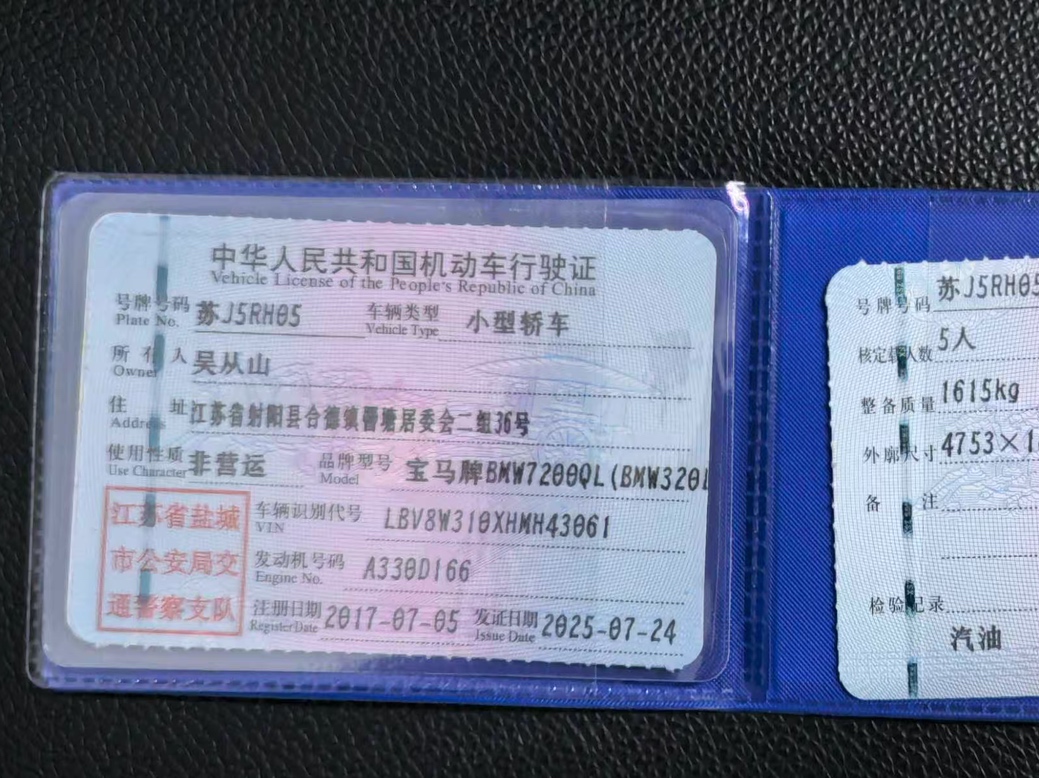 中华人民共和国机动车行驶证
Vehicle License of the People's Republic of China
号牌号码 苏J5RH05 车辆类型 小型轿车
Plate No. Vehicle Type
所有人 吴从山
Owner
住址 江苏省射阳县合德镇 居委会二组36号
Address
使用性质 非营运 品牌型号 宝马牌BMW7200QL(BMW320L
Use Character Model
江苏省盐城
市公安局交
通警察支队
车辆识别代号 LBV8W310XHMH43061
VIN
发动机号码 A330D166
Engine No.
注册日期 2017-07-05 发证日期 2025-07-24
Register Date Issue Date
号牌号码 苏J5RH05
核定载人数 5人
整备质量 1615kg
外廓尺寸 4753×1
备注
检验记录
汽油